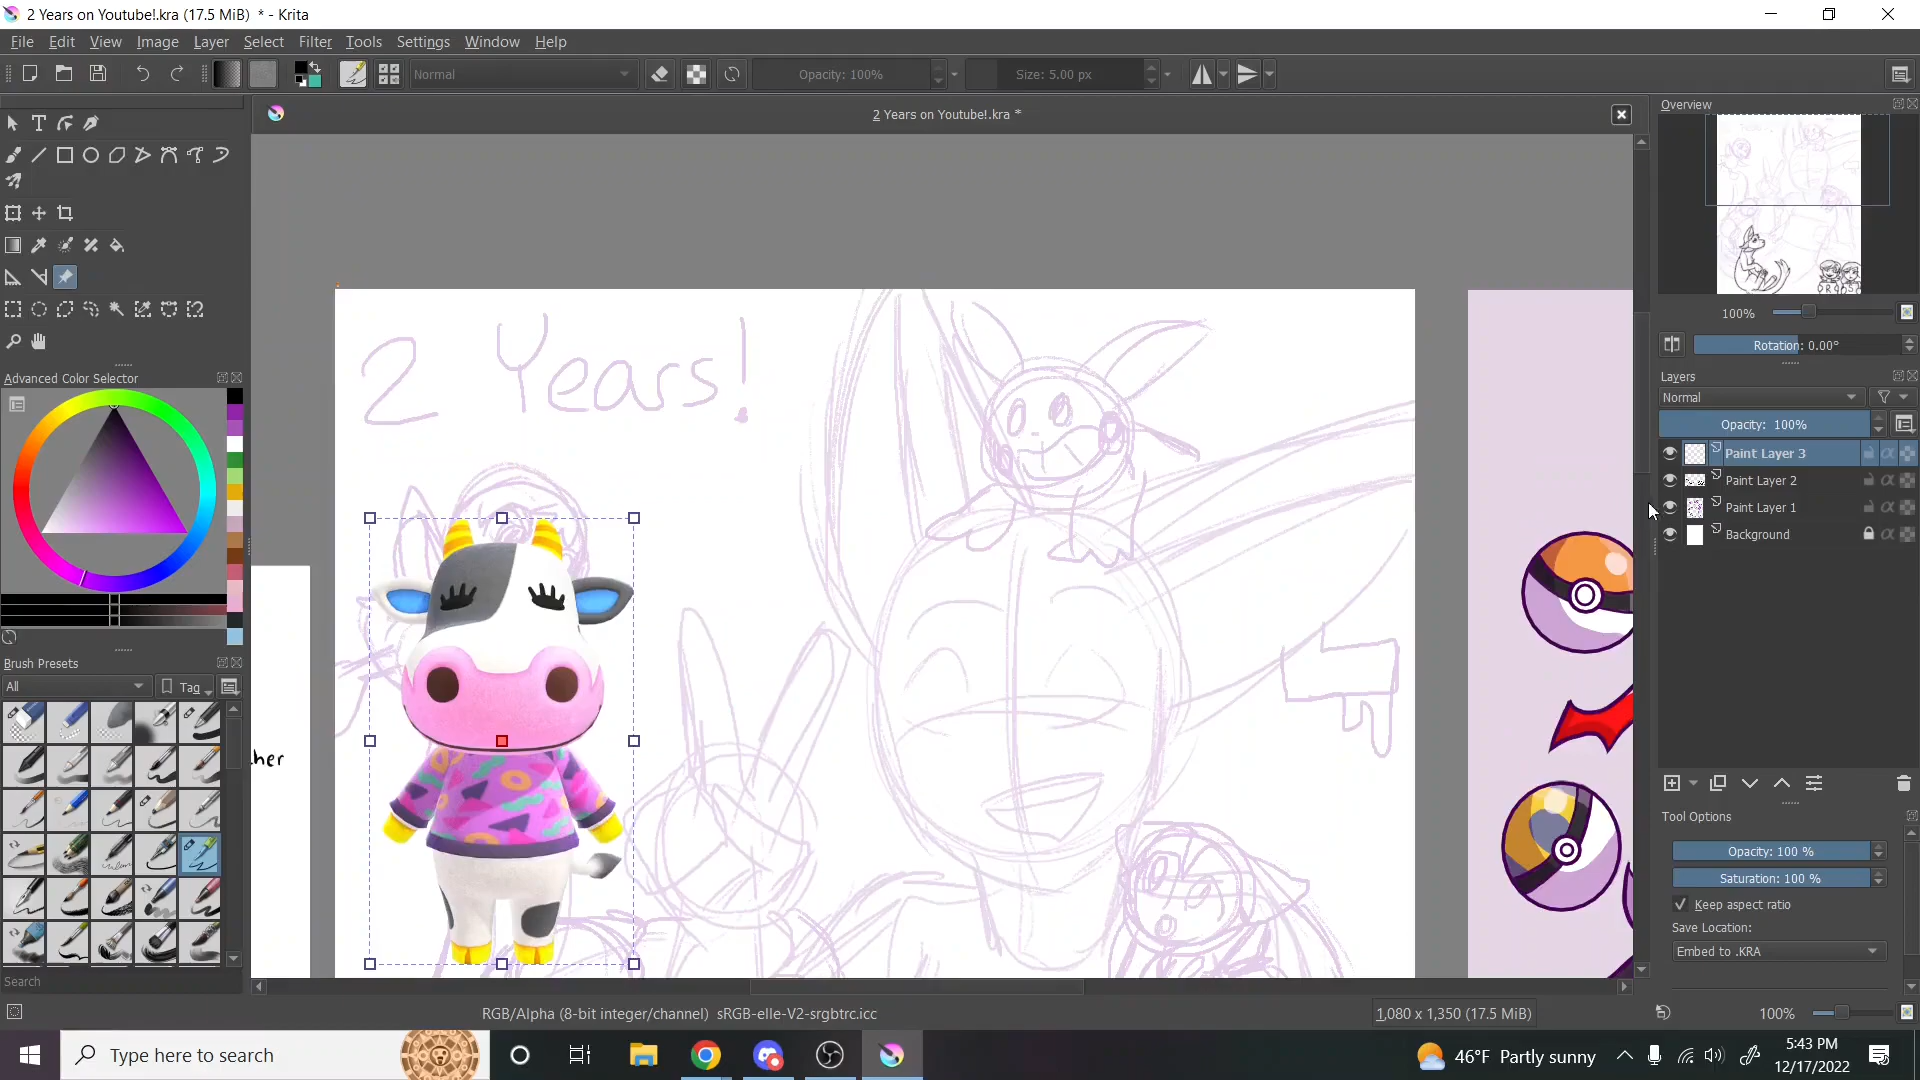 2 Years on Youtube!.kra (17.5 MiB)  * - Krita
File Edit View Image Layer Select Filter Tools Settings Window Help
Normal
Opacity: 100%
Size: 5.00 px
2 Years on Youtube!.kra *
Overview
100%
Rotation: 0.00°
Advanced Color Selector
Layers
Normal
Opacity: 100%
Paint Layer 3
Paint Layer 2
Paint Layer 1
Background
2 Years!
Brush Presets
All
Tag
Tool Options
Opacity: 100 %
Saturation: 100 %
Keep aspect ratio
Save Location:
Embed to .KRA
Search
RGB/Alpha (8-bit integer/channel)  sRGB-elle-V2-srgbtrc.icc
1,080 x 1,350 (17.5 MiB)
100%
Type here to search
46°F Partly sunny
5:43 PM
12/17/2022